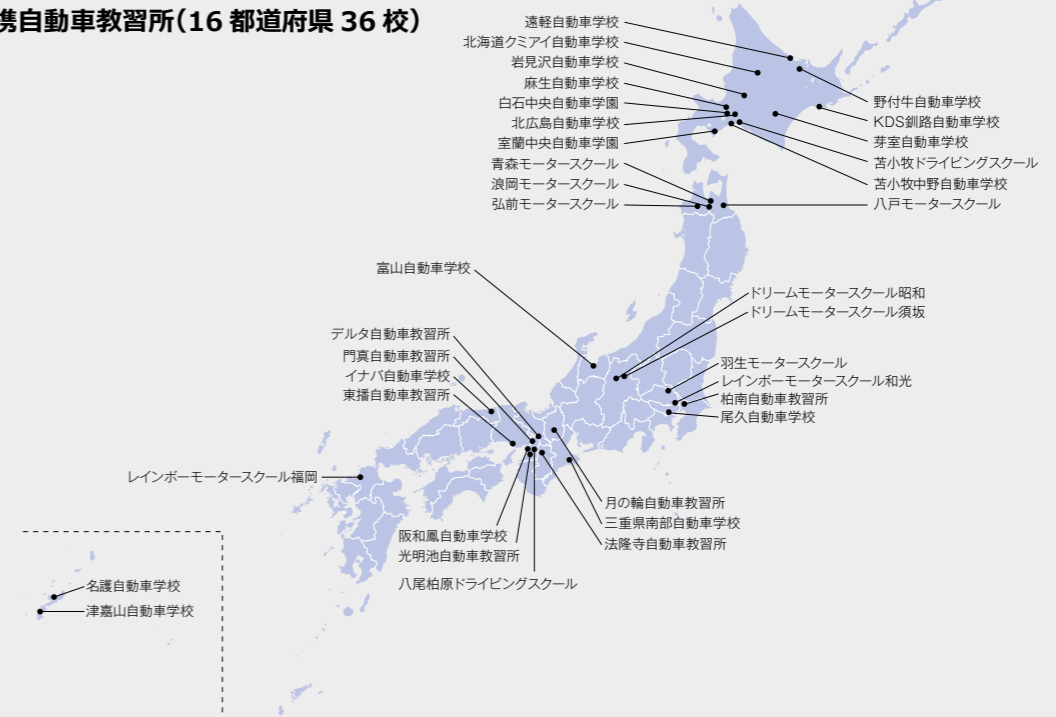 携自動車教習所(16 都道府県 36 校)
遠軽自動車学校
北海道クミアイ自動車学校
岩見沢自動車学校
麻生自動車学校
白石中央自動車学園
北広島自動車学校
室蘭中央自動車学園
青森モータースクール
浪岡モータースクール
弘前モータースクール
野付牛自動車学校
KDS釧路自動車学校
芽室自動車学校
苫小牧ドライビングスクール
苫小牧中野自動車学校
八戸モータースクール
富山自動車学校
ドリームモータースクール昭和
ドリームモータースクール須坂
デルタ自動車教習所
門真自動車教習所
イナバ自動車学校
東播自動車教習所
羽生モータースクール
レインボーモータースクール和光
柏南自動車教習所
尾久自動車学校
レインボーモータースクール福岡
月の輪自動車教習所
三重県南部自動車学校
法隆寺自動車教習所
阪和鳳自動車学校
光明池自動車教習所
八尾柏原ドライビングスクール
名護自動車学校
津嘉山自動車学校